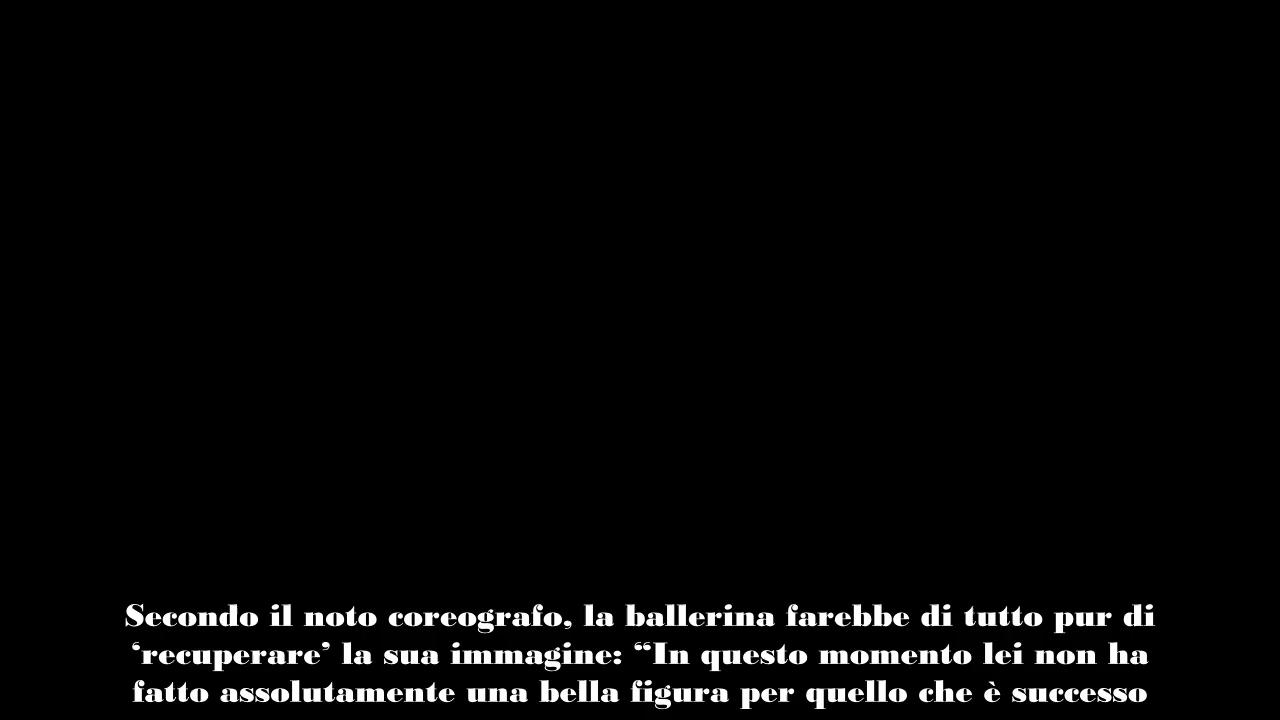 Secondo il noto coreografo, la ballerina farebbe di tutto pur di
‘recuperare’ la sua immagine: “In questo momento lei non ha
fatto assolutamente una bella figura per quello che è successo